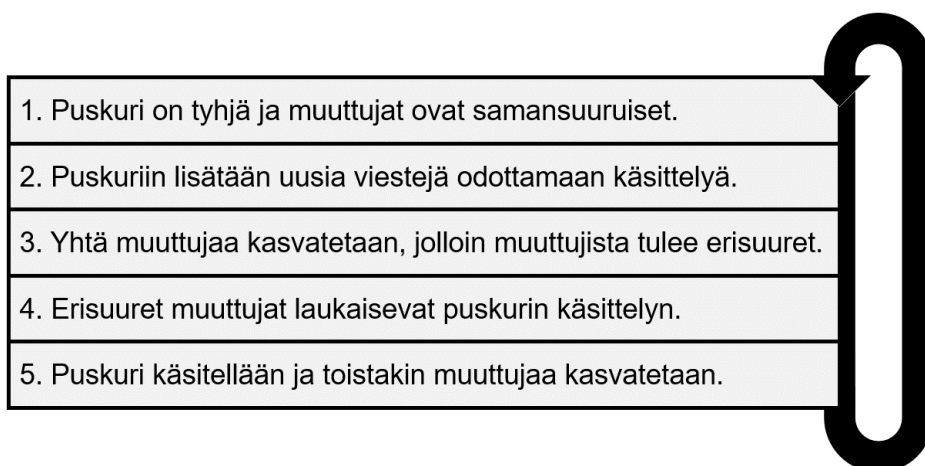 1. Puskuri on tyhjä ja muuttujat ovat samansuuruiset.
2. Puskuriin lisätään uusia viestejä odottamaan käsittelyä.
3. Yhtä muuttujaa kasvatetaan, jolloin muuttujista tulee erisuuret.
4. Erisuuret muuttujat laukaisevat puskurin käsittelyn.
5. Puskuri käsitellään ja toistakin muuttujaa kasvatetaan.